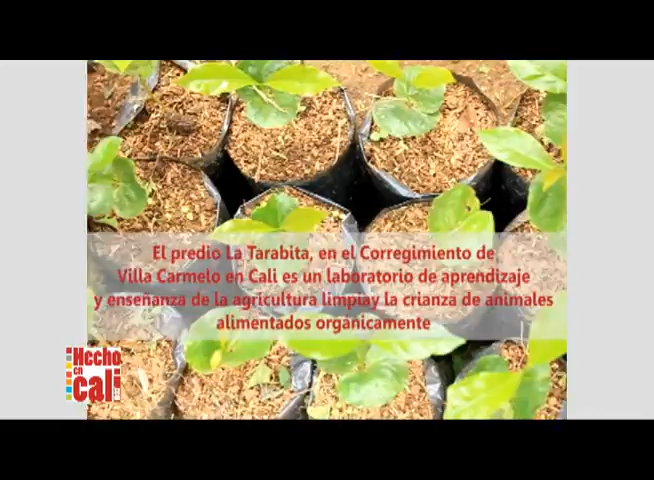 El predio La Tarabita, en el Corregimiento de
Villa Carmelo en Cali es un laboratorio de aprendizaje
y enseñanza de la agricultura limpiay la crianza de animales
alimentados orgánicamente
Hecho
en
cali